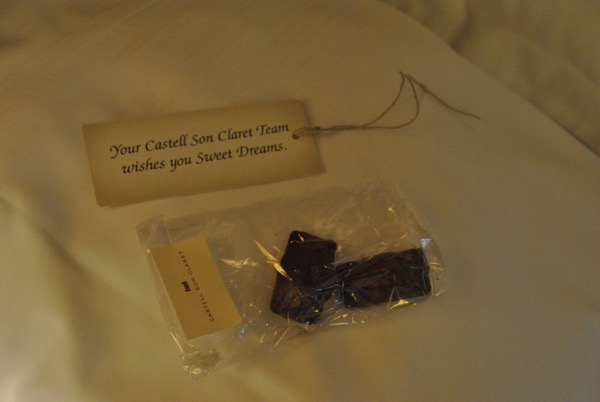 Your Castell Son Claret Team
wishes you Sweet Dreams.
CASTELL SON CLARET